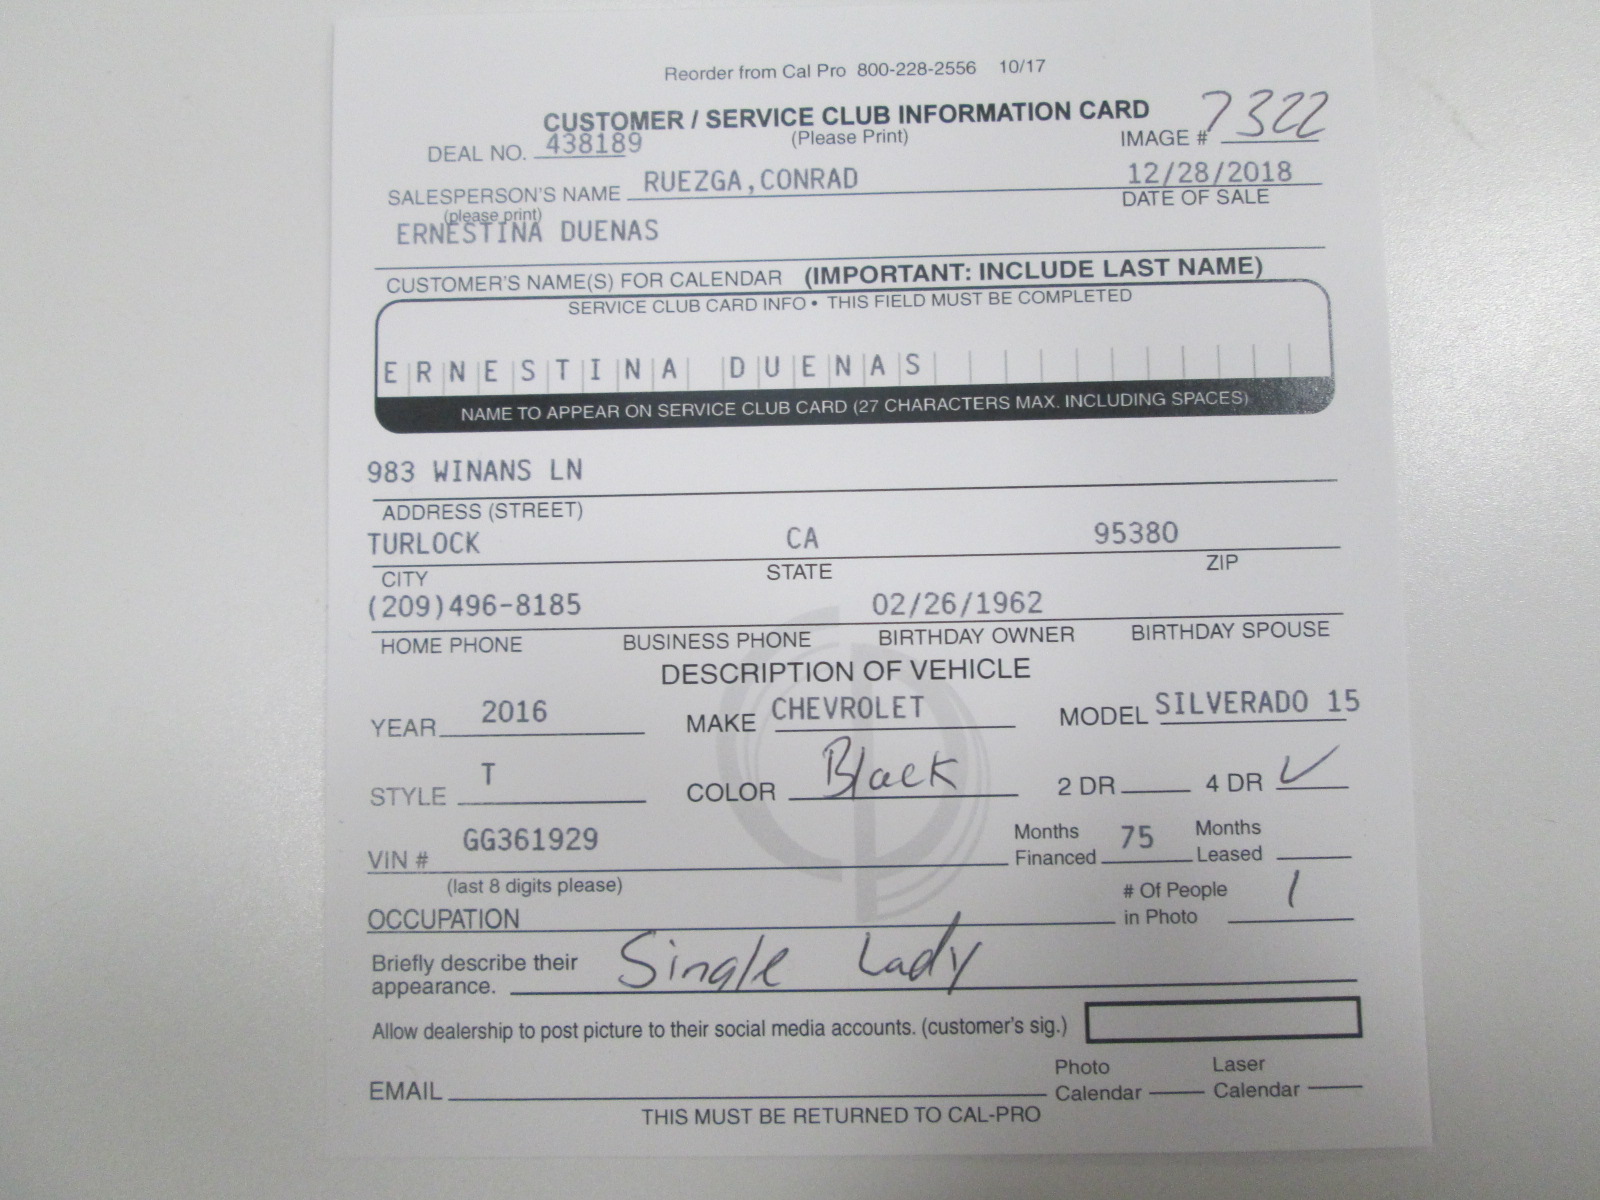 Reorder from Cal Pro 800-228-2556 10/17
CUSTOMER / SERVICE CLUB INFORMATION CARD
DEAL NO. 438189 (Please Print) IMAGE # 7322
SALESPERSON'S NAME RUEZGA,CONRAD 12/28/2018
(please print) DATE OF SALE
ERNESTINA DUENAS
CUSTOMER'S NAME(S) FOR CALENDAR (IMPORTANT: INCLUDE LAST NAME)
SERVICE CLUB CARD INFO • THIS FIELD MUST BE COMPLETED
ERNESTINA DUENAS
NAME TO APPEAR ON SERVICE CLUB CARD (27 CHARACTERS MAX. INCLUDING SPACES)
983 WINANS LN
ADDRESS (STREET)
TURLOCK CA 95380
CITY STATE ZIP
(209)496-8185 02/26/1962
HOME PHONE BUSINESS PHONE BIRTHDAY OWNER BIRTHDAY SPOUSE
DESCRIPTION OF VEHICLE
YEAR 2016 MAKE CHEVROLET MODEL SILVERADO 15
STYLE T COLOR Black 2 DR 4 DR ✓
VIN # GG361929 Months Financed 75 Months Leased
(last 8 digits please)
OCCUPATION # Of People in Photo 1
Briefly describe their appearance. Single Lady
Allow dealership to post picture to their social media accounts. (customer's sig.)
EMAIL Photo Calendar Laser Calendar
THIS MUST BE RETURNED TO CAL-PRO